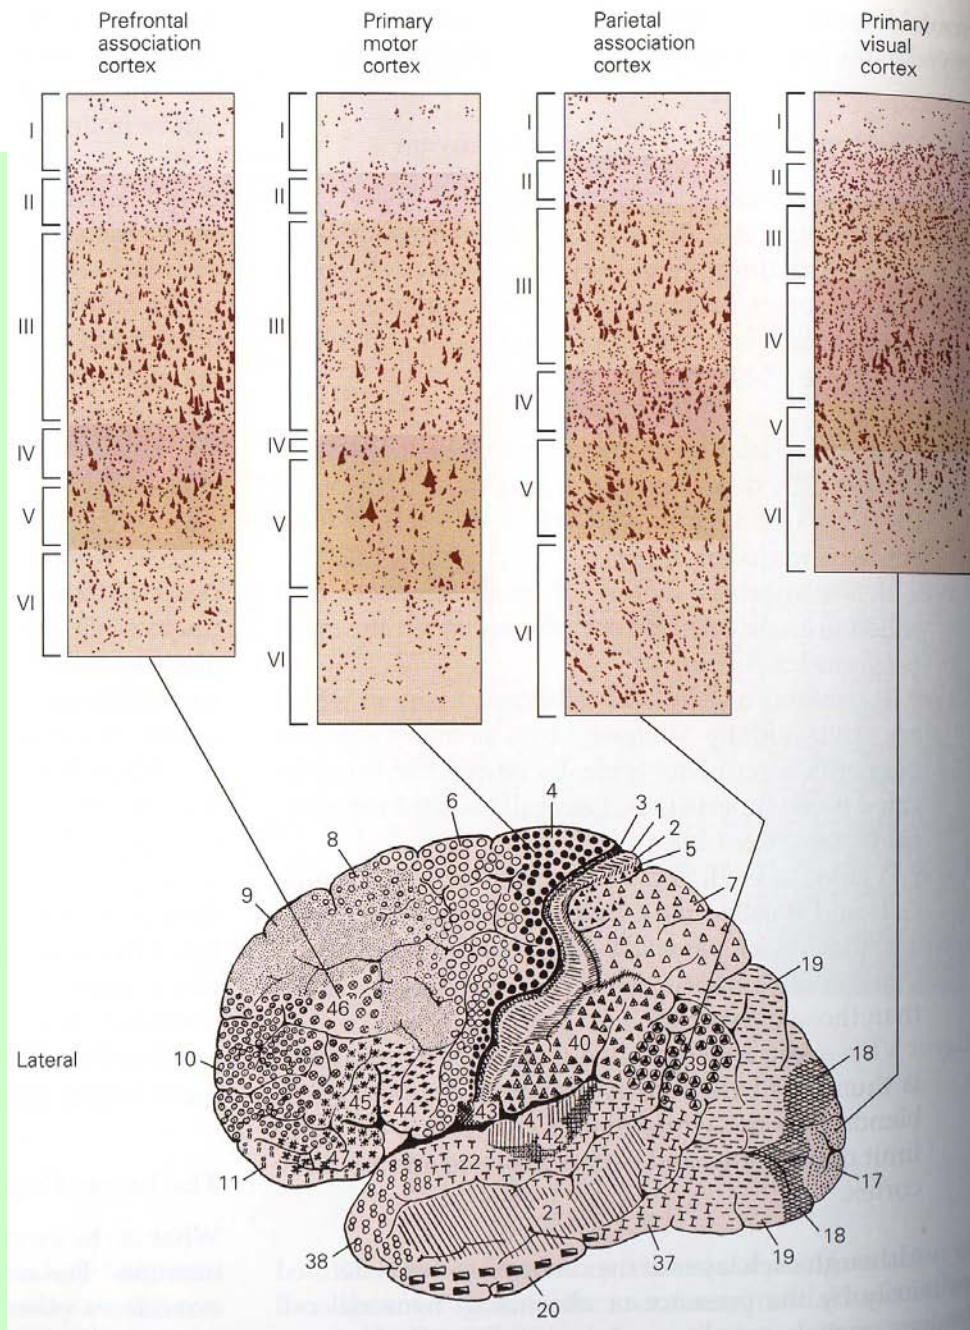 Prefrontal
association
cortex
Primary
motor
cortex
Parietal
association
cortex
Primary
visual
cortex
I
II
III
IV
V
VI
I
II
III
IV
V
VI
I
II
III
IV
V
VI
I
II
III
IV
V
VI
Lateral
4
6
3
1
2
5
8
7
9
19
46
40
39
18
10
45
44
43
41
42
47
22
17
11
21
18
38
37
19
20